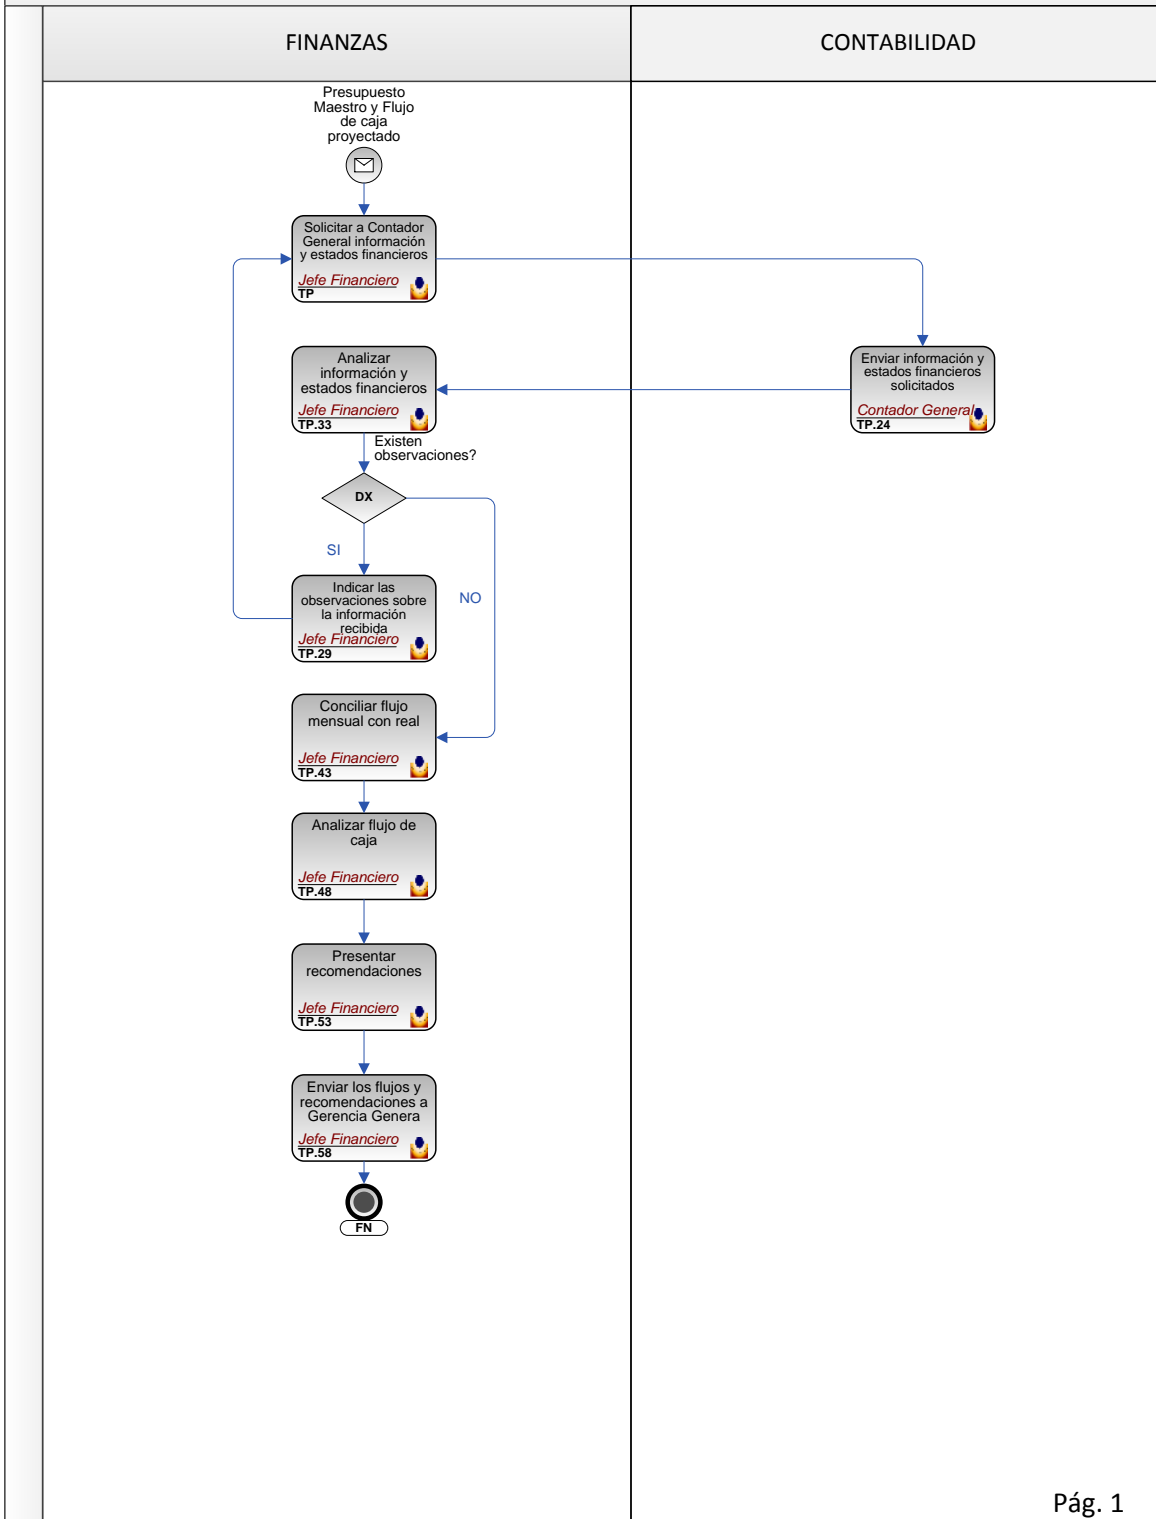 FINANZAS
CONTABILIDAD
Presupuesto
Maestro y Flujo
de caja
proyectado
Solicitar a Contador
General información
y estados financieros
Jefe Financiero
TP
Analizar
información y
estados financieros
Jefe Financiero
TP.33
Enviar información y
estados financieros
solicitados
Contador General
TP.24
Existen
observaciones?
DX
SI
NO
Indicar las
observaciones sobre
la información
recibida
Jefe Financiero
TP.29
Conciliar flujo
mensual con real
Jefe Financiero
TP.43
Analizar flujo de
caja
Jefe Financiero
TP.48
Presentar
recomendaciones
Jefe Financiero
TP.53
Enviar los flujos y
recomendaciones a
Gerencia Genera
Jefe Financiero
TP.58
FN
Pág. 1